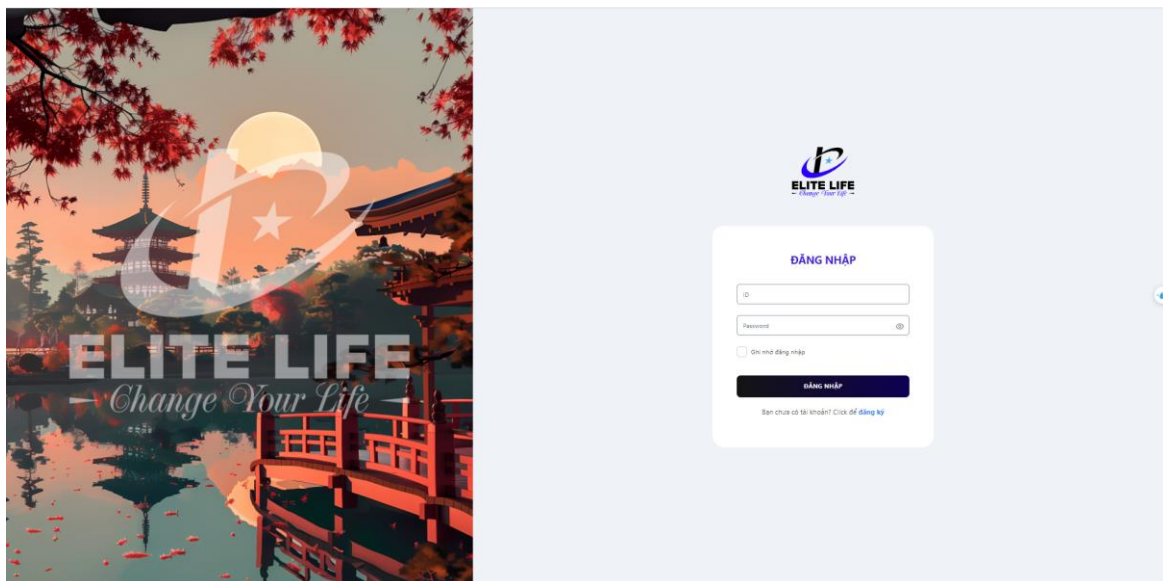 ELITE LIFE
Change Your Life
ELITE LIFE
Change Your Life
ĐĂNG NHẬP
ID
Password
Ghi nhớ đăng nhập
ĐĂNG NHẬP
Bạn chưa có tài khoản? Click để đăng ký